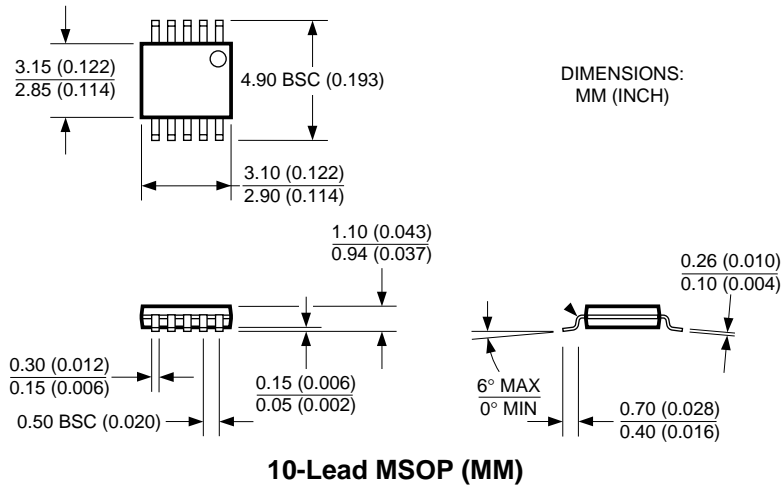 3.15 (0.122)
2.85 (0.114)
4.90 BSC (0.193)
DIMENSIONS:
MM (INCH)
3.10 (0.122)
2.90 (0.114)
1.10 (0.043)
0.94 (0.037)
0.26 (0.010)
0.10 (0.004)
0.30 (0.012)
0.15 (0.006)
0.15 (0.006)
0.05 (0.002)
6° MAX
0° MIN
0.70 (0.028)
0.40 (0.016)
0.50 BSC (0.020)
10-Lead MSOP (MM)